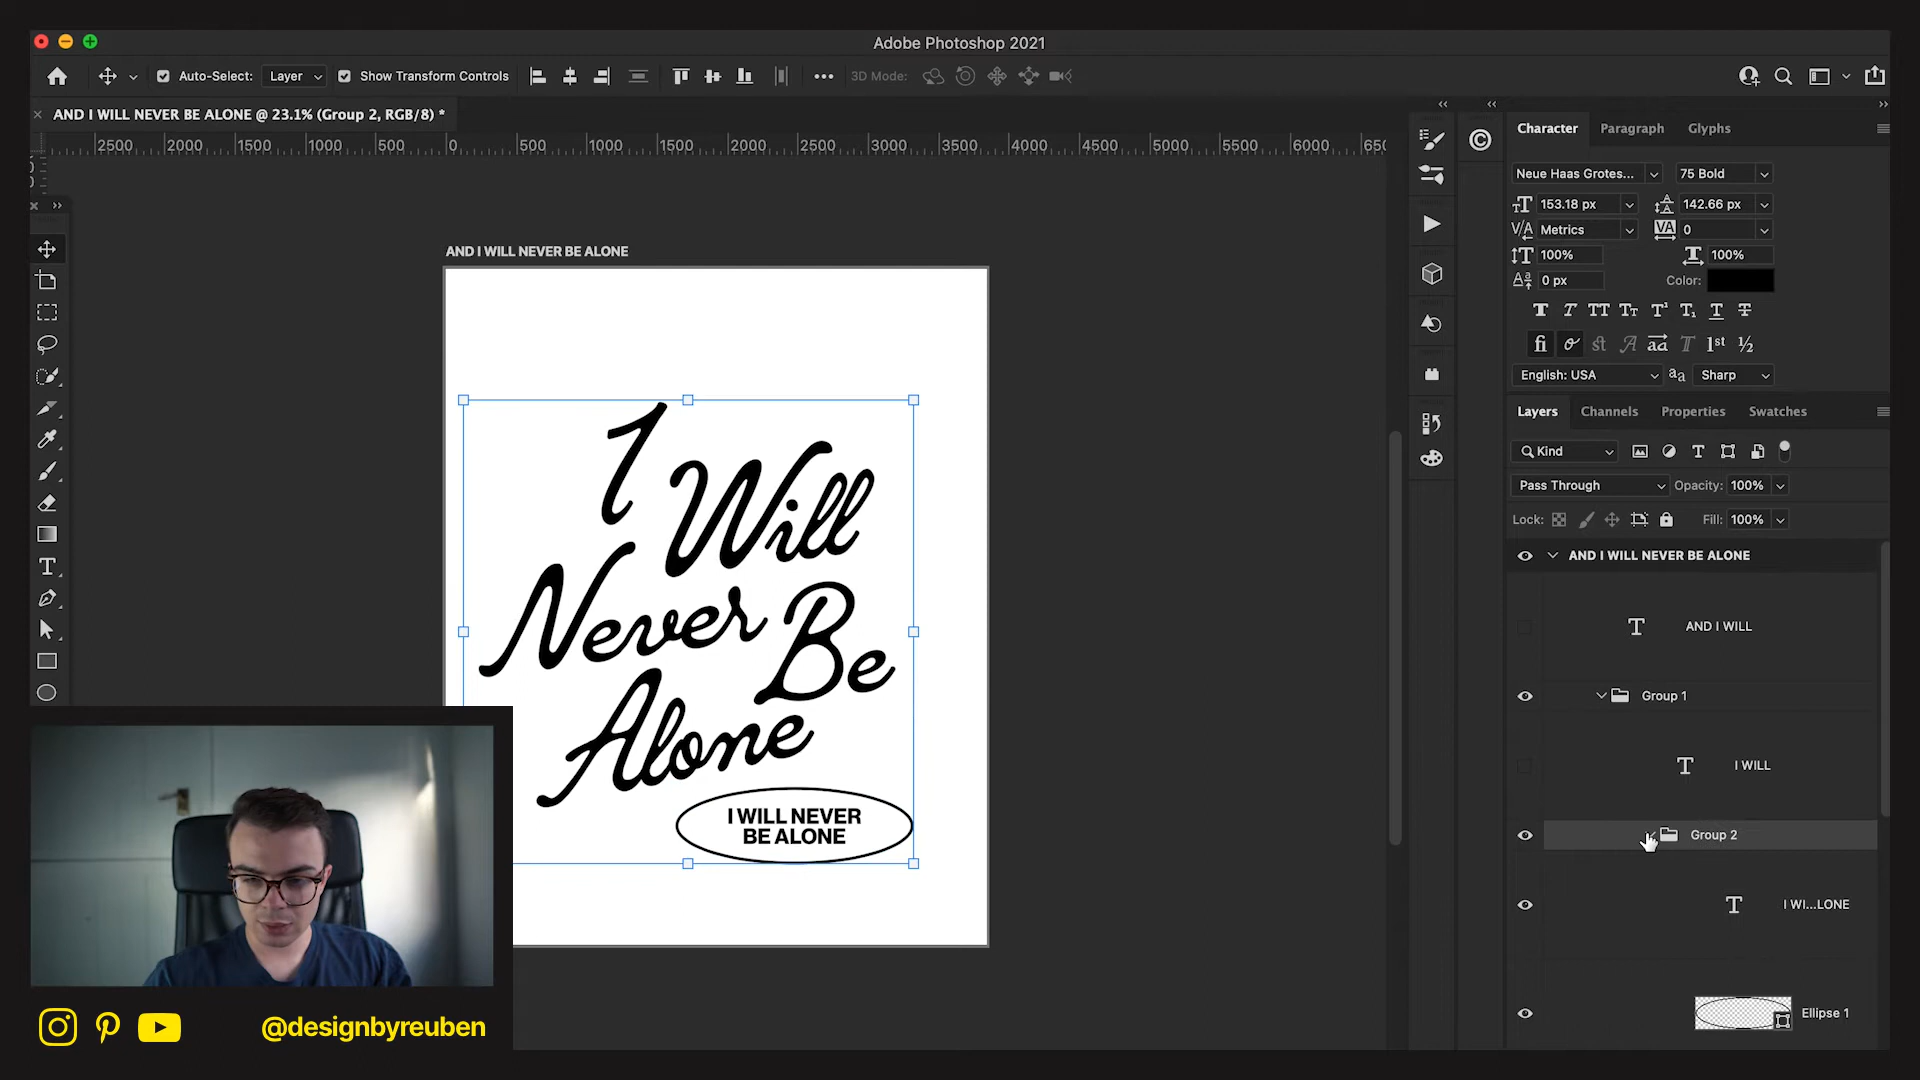 Adobe Photoshop 2021
Auto-Select: Layer Show Transform Controls 3D Mode:
AND I WILL NEVER BE ALONE @ 23.1% (Group 2, RGB/8) *
2500 2000 1500 1000 500 0 500 1000 1500 2000 2500 3000 3500 4000 4500 5000 5500 6000
AND I WILL NEVER BE ALONE
I Will
Never Be
Alone
I WILL NEVER
BE ALONE
Character Paragraph Glyphs
Neue Haas Grotes... 75 Bold
153.18 px 142.66 px
Metrics 0
100% 100%
0 px Color:
English: USA Sharp
Layers Channels Properties Swatches
Kind
Pass Through Opacity: 100%
Lock: Fill: 100%
AND I WILL NEVER BE ALONE
AND I WILL
Group 1
I WILL
Group 2
I WI...LONE
Ellipse 1
@designbyreuben